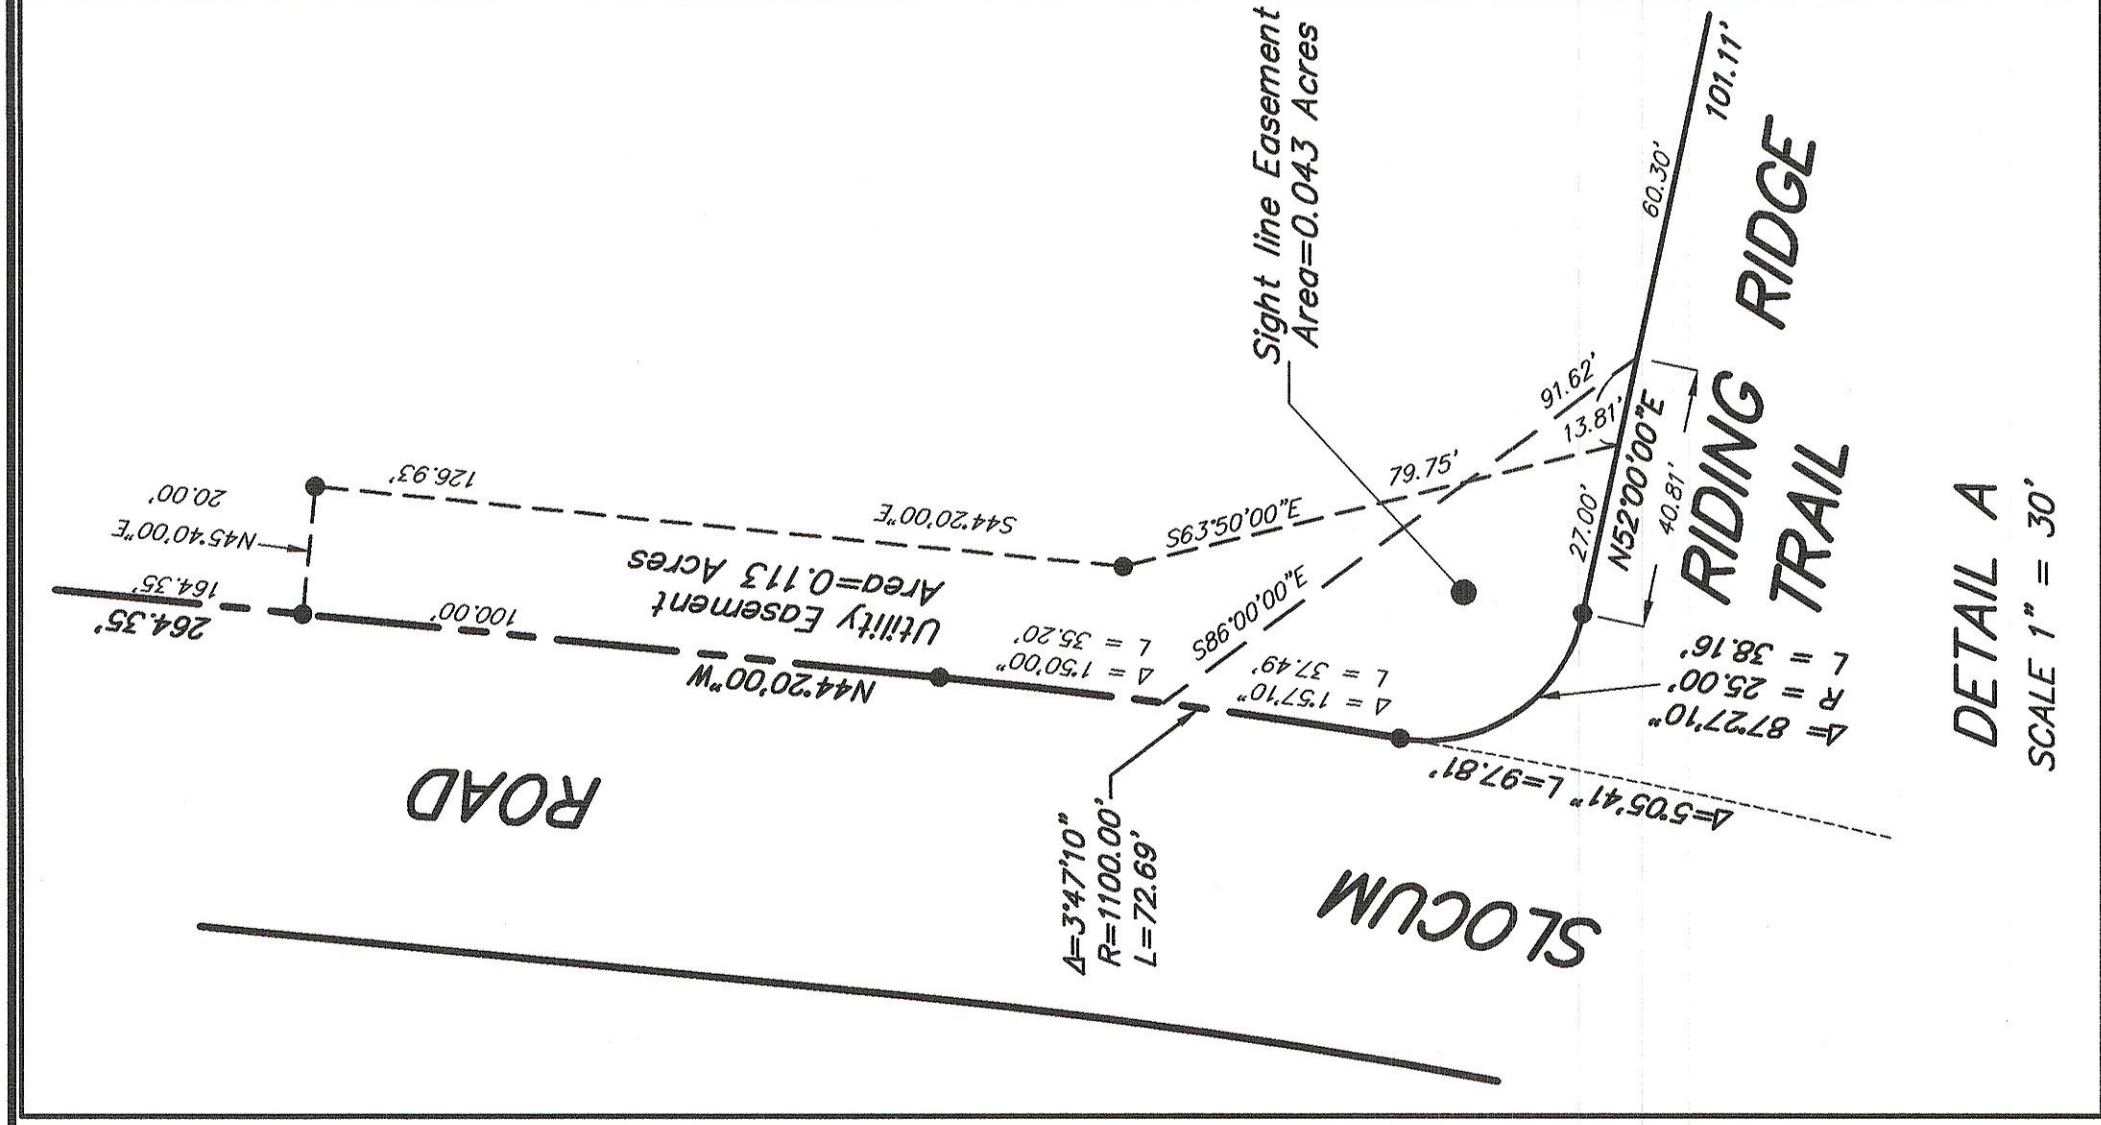 Sight line Easement
Area=0.043 Acres
101.11'
60.30'
RIDING RIDGE
TRAIL
N52°00'00"E
40.81'
27.00'
13.81'
91.62'
79.75'
S63°50'00"E
S86°00'00"E
126.93'
S44°20'00"E
20.00'
N45°40'00"E
164.35'
264.35'
100.00'
Utility Easement
Area=0.113 Acres
N44°20'00"W
Δ = 1°50'00"
L = 35.20'
Δ = 1°57'10"
L = 37.49'
Δ= 87°27'10"
R = 25.00'
L = 38.16'
Δ=5°05'41" L=97.81'
Δ=3°47'10"
R=1100.00'
L=72.69'
SLOCUM ROAD
DETAIL A
SCALE 1" = 30'